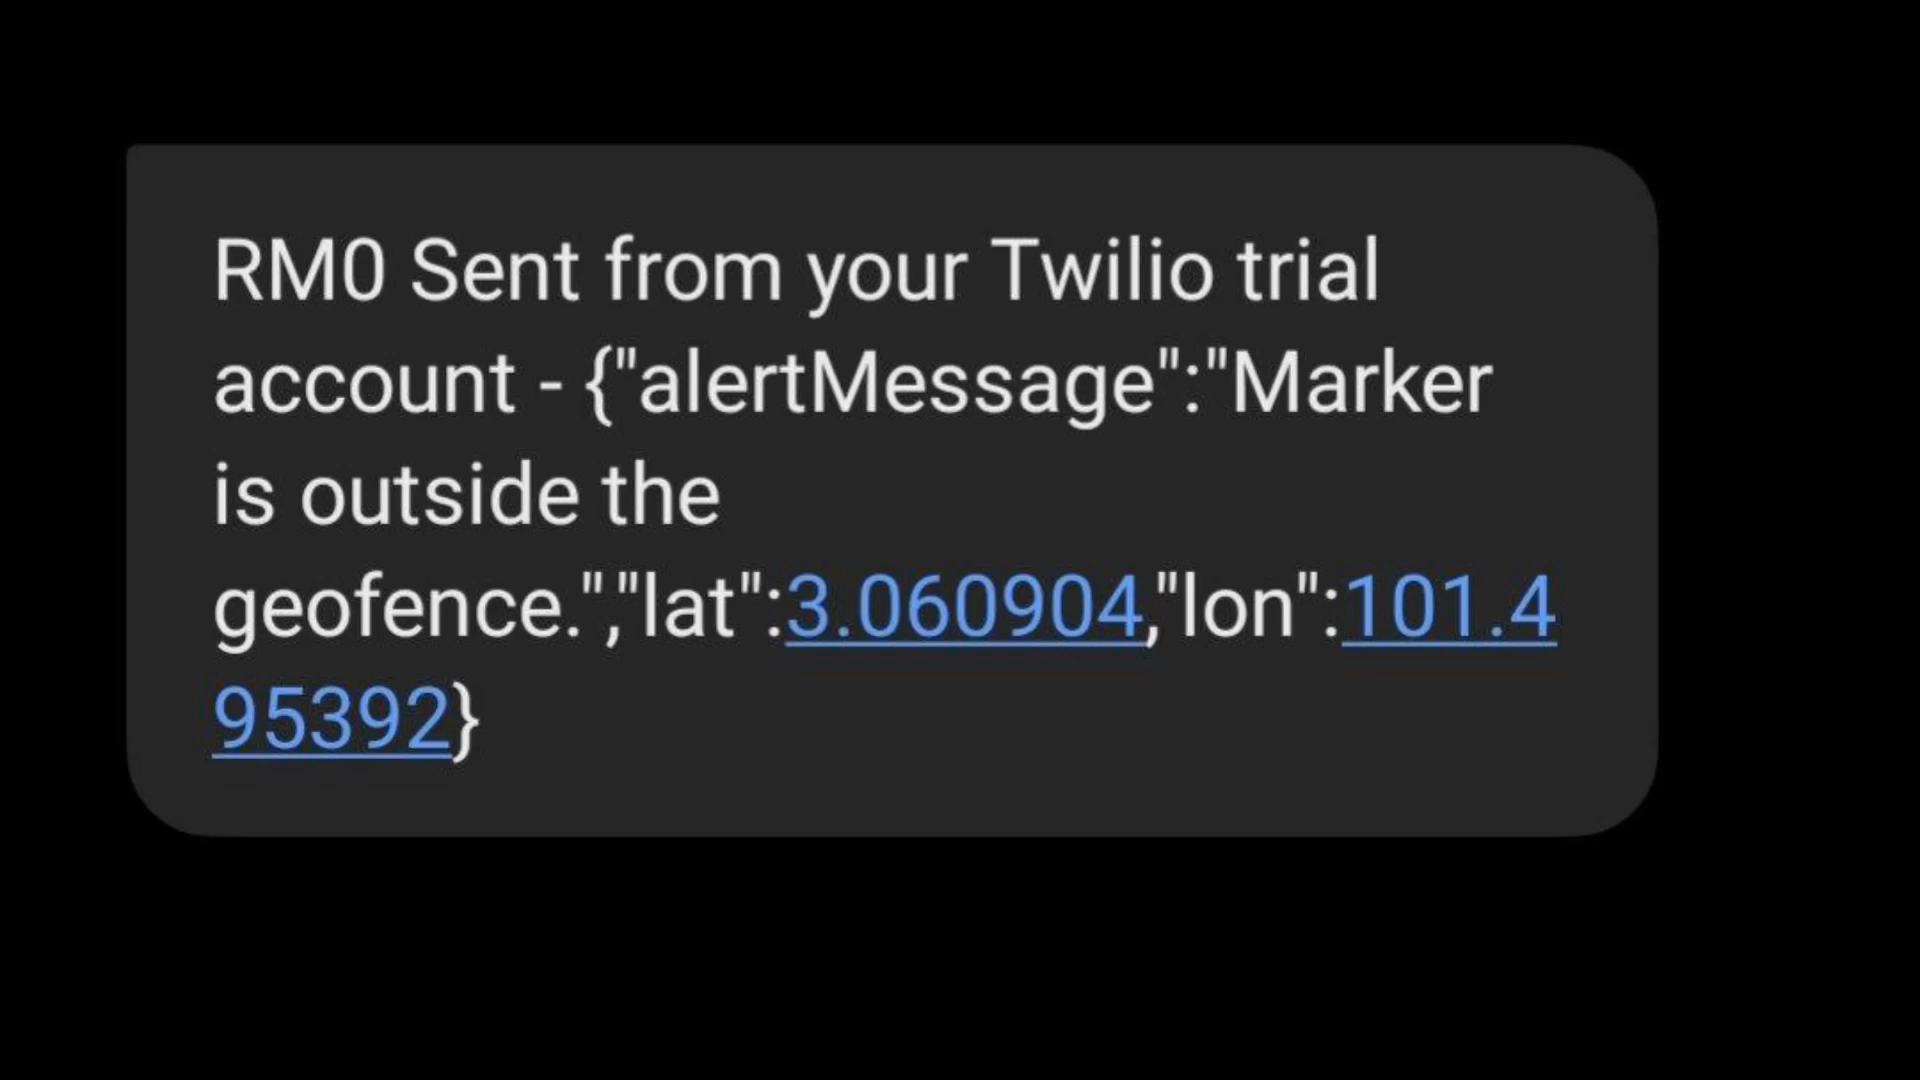 RM0 Sent from your Twilio trial
account - {"alertMessage":"Marker
is outside the
geofence.","lat":3.060904,"lon":101.4
95392}